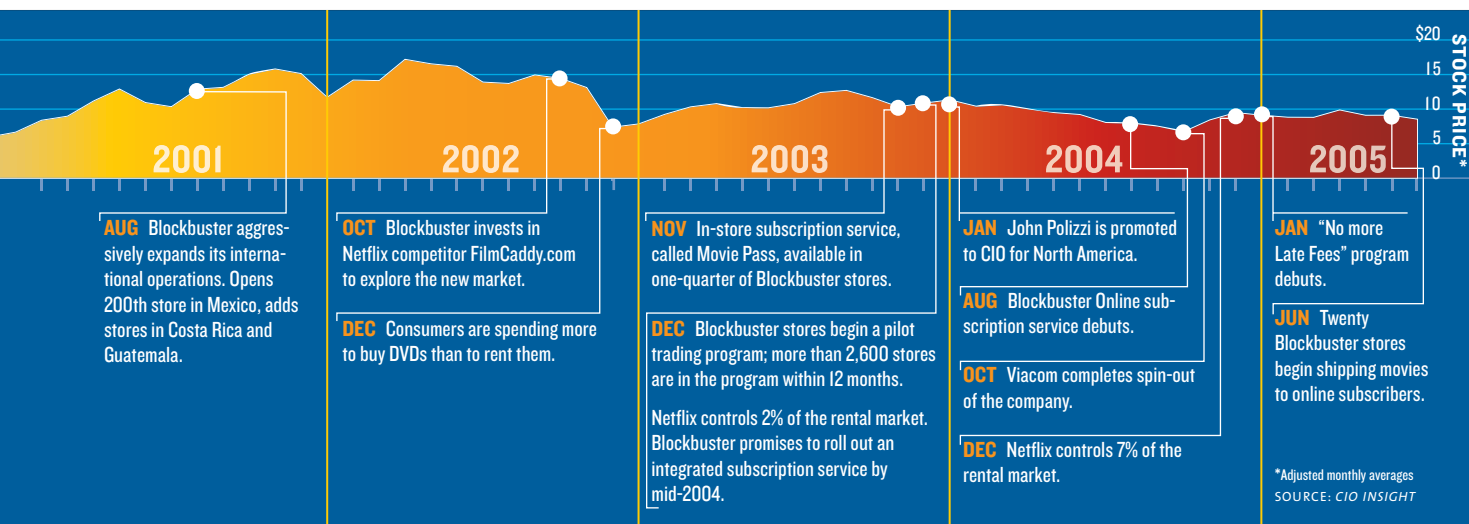 $20
15
10
5
0
STOCK PRICE*
2001
2002
2003
2004
2005
AUG Blockbuster aggres-
sively expands its interna-
tional operations. Opens
200th store in Mexico, adds
stores in Costa Rica and
Guatemala.
OCT Blockbuster invests in
Netflix competitor FilmCaddy.com
to explore the new market.
DEC Consumers are spending more
to buy DVDs than to rent them.
NOV In-store subscription service,
called Movie Pass, available in
one-quarter of Blockbuster stores.
DEC Blockbuster stores begin a pilot
trading program; more than 2,600 stores
are in the program within 12 months.
Netflix controls 2% of the rental market.
Blockbuster promises to roll out an
integrated subscription service by
mid-2004.
JAN John Polizzi is promoted
to CIO for North America.
AUG Blockbuster Online sub-
scription service debuts.
OCT Viacom completes spin-out
of the company.
DEC Netflix controls 7% of the
rental market.
JAN “No more
Late Fees” program
debuts.
JUN Twenty
Blockbuster stores
begin shipping movies
to online subscribers.
*Adjusted monthly averages
SOURCE: CIO INSIGHT